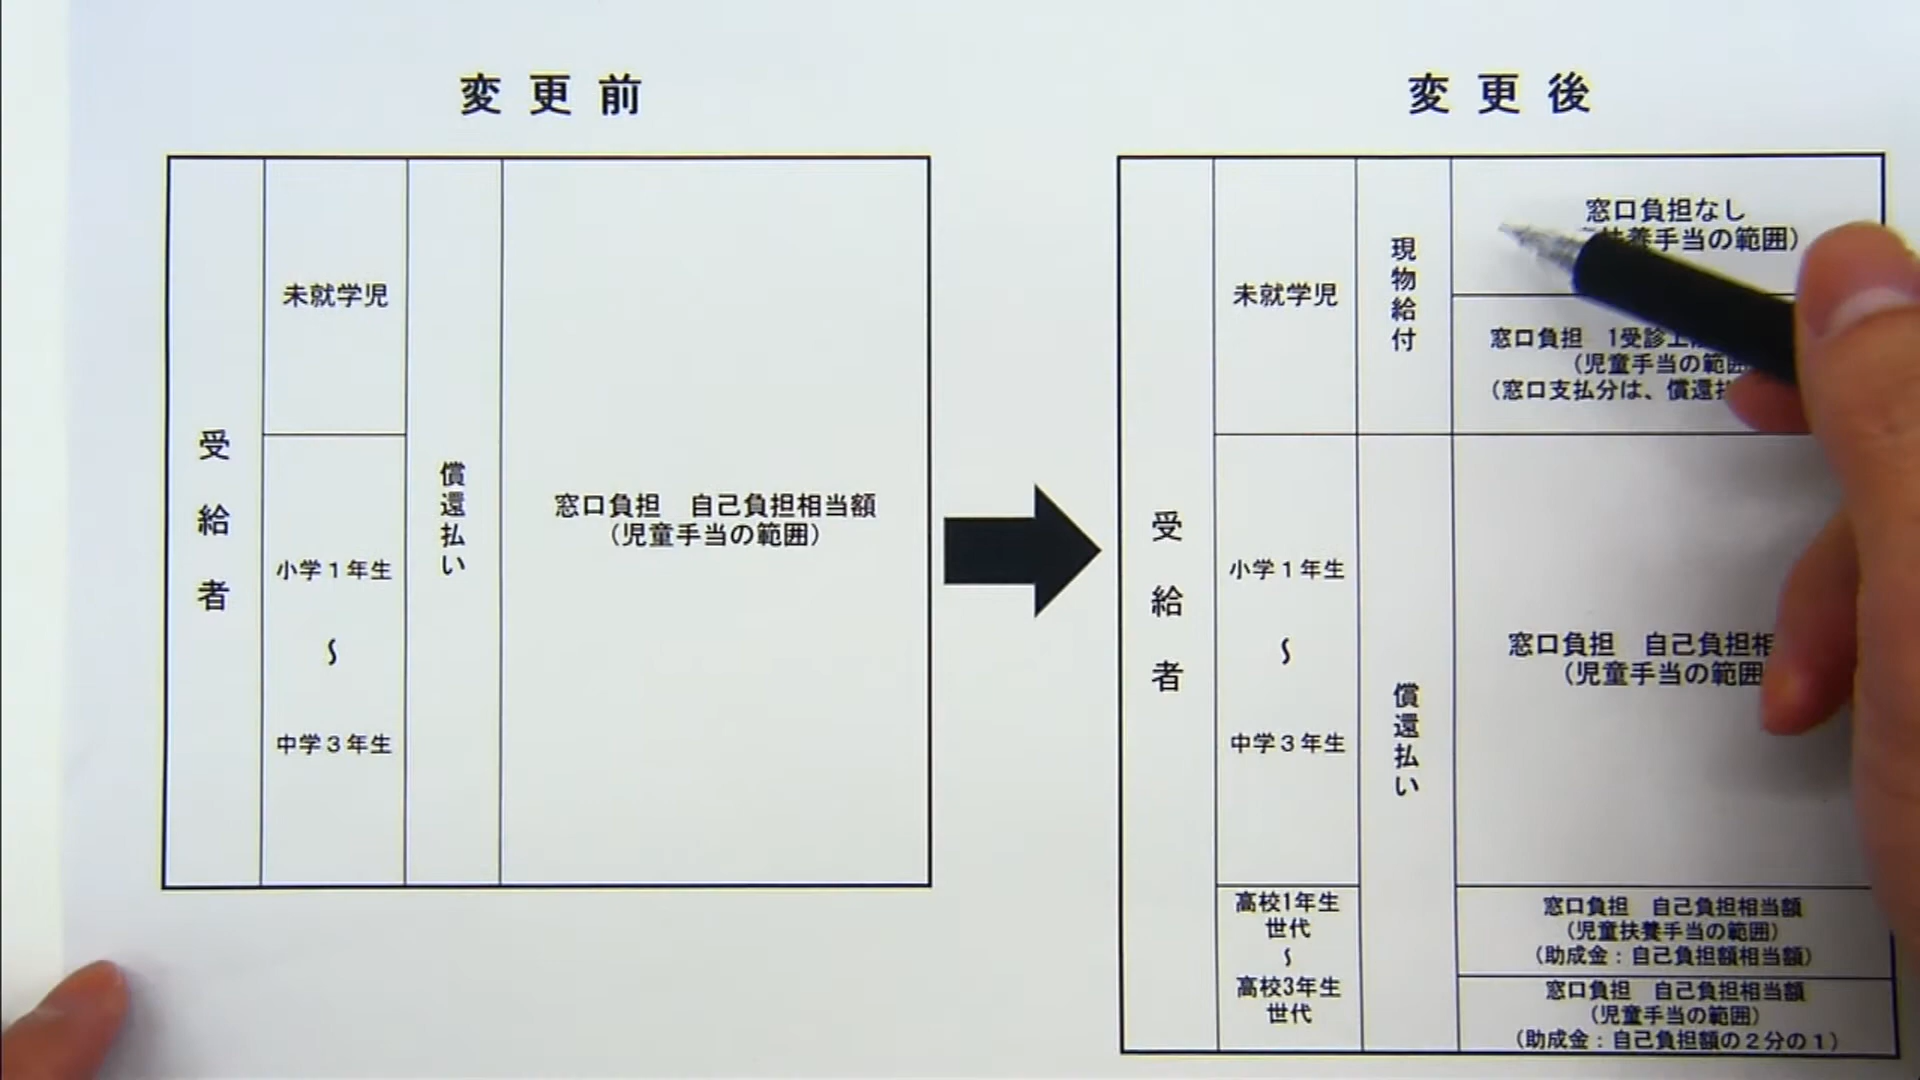 変更前
受給者
未就学児
小学1年生
〜
中学3年生
償還払い
窓口負担　自己負担相当額
（児童手当の範囲）
変更後
受給者
未就学児
現物給付
窓口負担なし
扶養手当の範囲）
窓口負担　1受診上
（児童手当の範囲
（窓口支払分は、償還
小学1年生
〜
中学3年生
償還払い
窓口負担　自己負担相
（児童手当の範囲
高校1年生
世代
〜
高校3年生
世代
窓口負担　自己負担相当額
（児童扶養手当の範囲）
（助成金：自己負担額相当額）
窓口負担　自己負担相当額
（児童手当の範囲）
（助成金：自己負担額の2分の1）